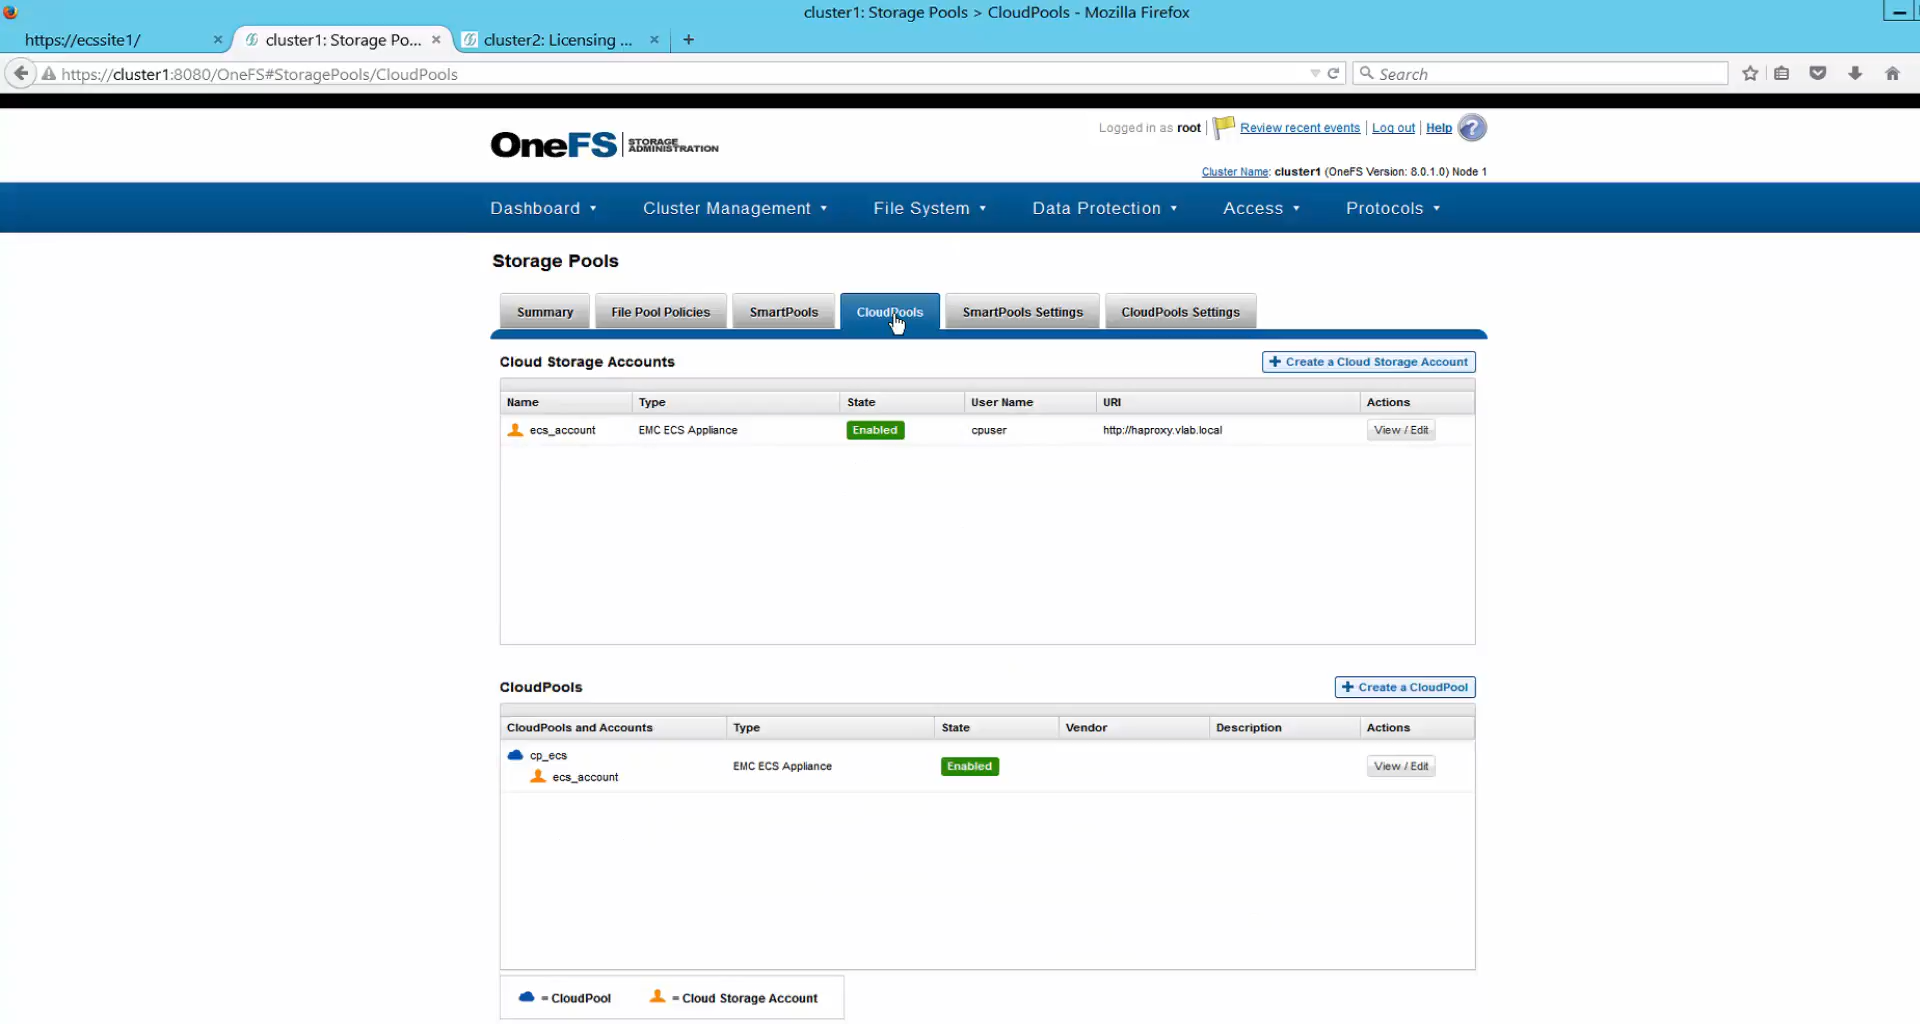 cluster1: Storage Pools > CloudPools - Mozilla Firefox
https://ecssite1/ × cluster1: Storage Po... × cluster2: Licensing ... × +
https://cluster1:8080/OneFS#StoragePools/CloudPools Search
Logged in as root | Review recent events | Log out | Help ?
OneFS | STORAGE ADMINISTRATION
Cluster Name: cluster1 (OneFS Version: 8.0.1.0) Node 1
Dashboard Cluster Management File System Data Protection Access Protocols
Storage Pools
Summary File Pool Policies SmartPools CloudPools SmartPools Settings CloudPools Settings
Cloud Storage Accounts + Create a Cloud Storage Account
Name Type State User Name URI Actions
ecs_account EMC ECS Appliance Enabled cpuser http://haproxy.vlab.local View / Edit
CloudPools + Create a CloudPool
CloudPools and Accounts Type State Vendor Description Actions
cp_ecs
EMC ECS Appliance Enabled View / Edit
ecs_account
= CloudPool = Cloud Storage Account